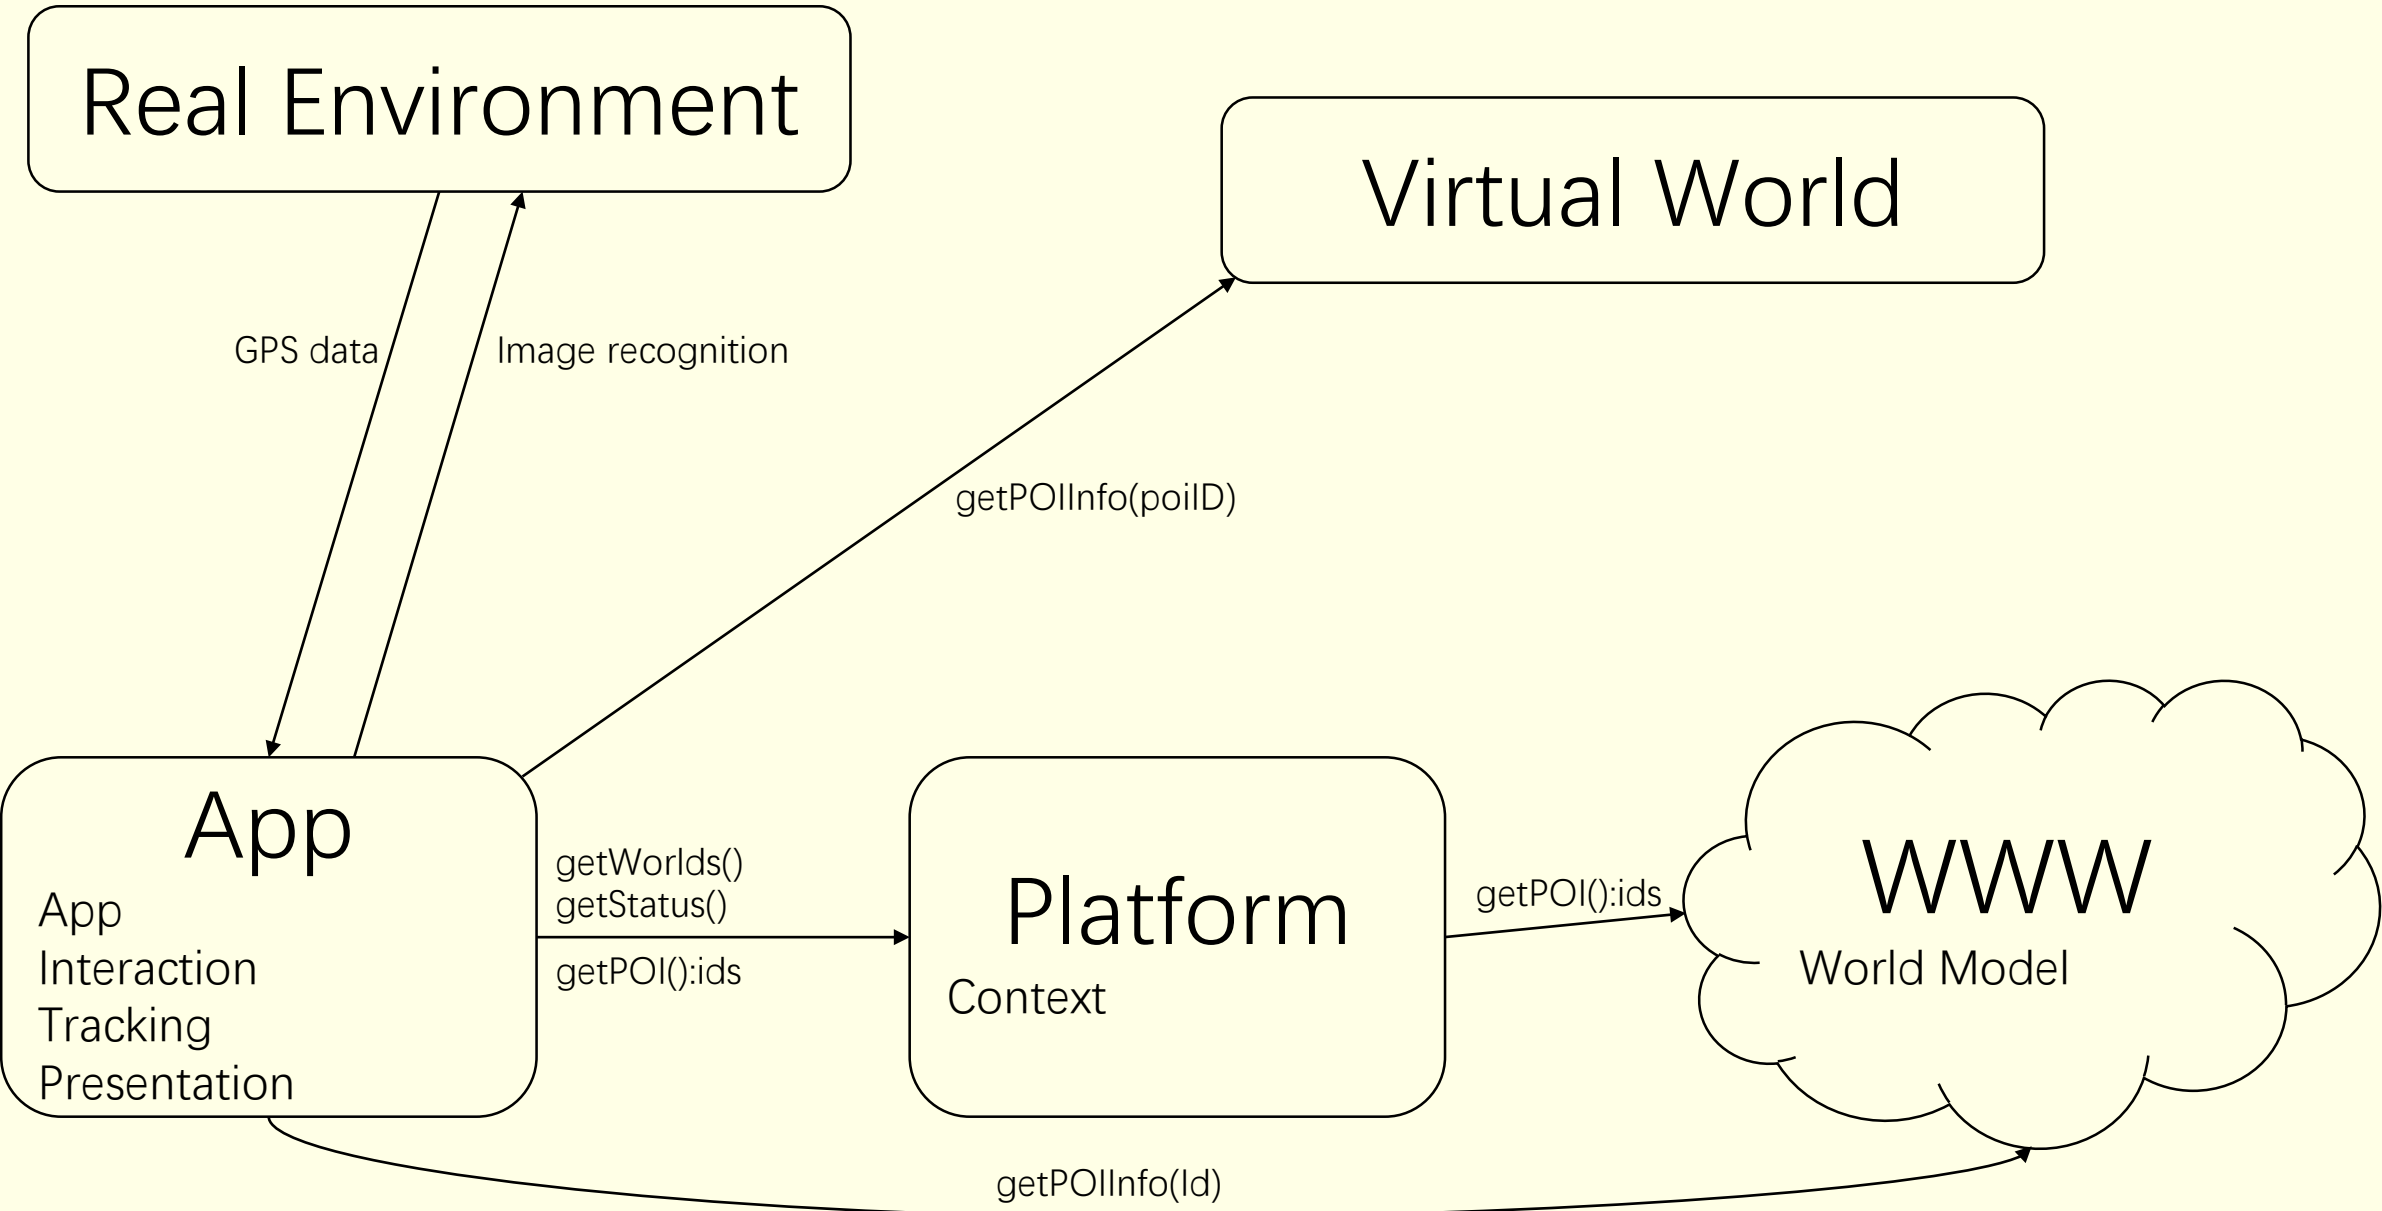 Real Environment
Virtual World
GPS data
Image recognition
getPOIInfo(poiID)
App
App
Interaction
Tracking
Presentation
getWorlds()
getStatus()
getPOI():ids
Platform
Context
getPOI():ids
WWW
World Model
getPOIInfo(Id)